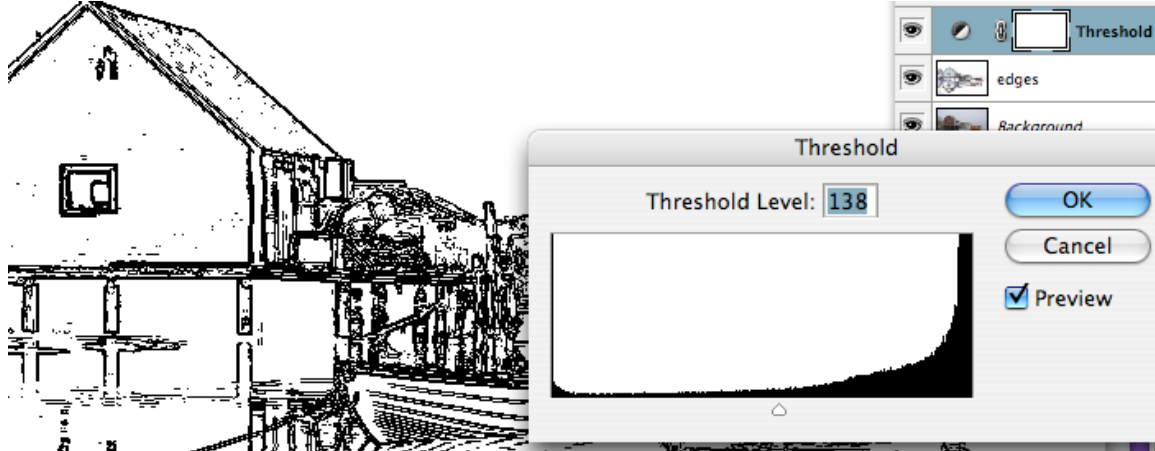 Threshold
edges
Background
Threshold
Threshold Level: 138
OK
Cancel
Preview